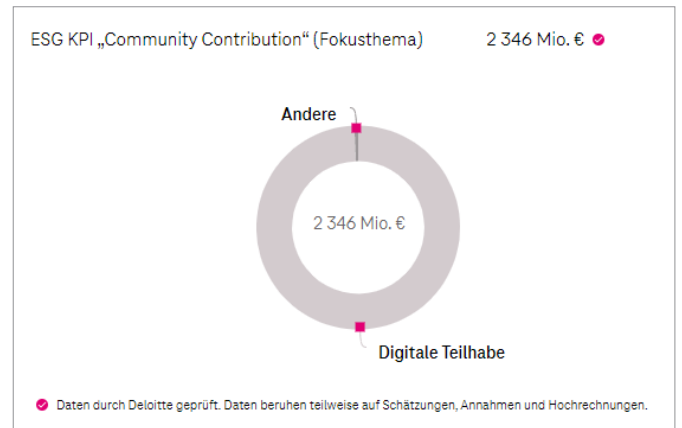 ESG KPI „Community Contribution“ (Fokusthema) 2 346 Mio. €
Andere
2 346 Mio. €
Digitale Teilhabe
Daten durch Deloitte geprüft. Daten beruhen teilweise auf Schätzungen, Annahmen und Hochrechnungen.